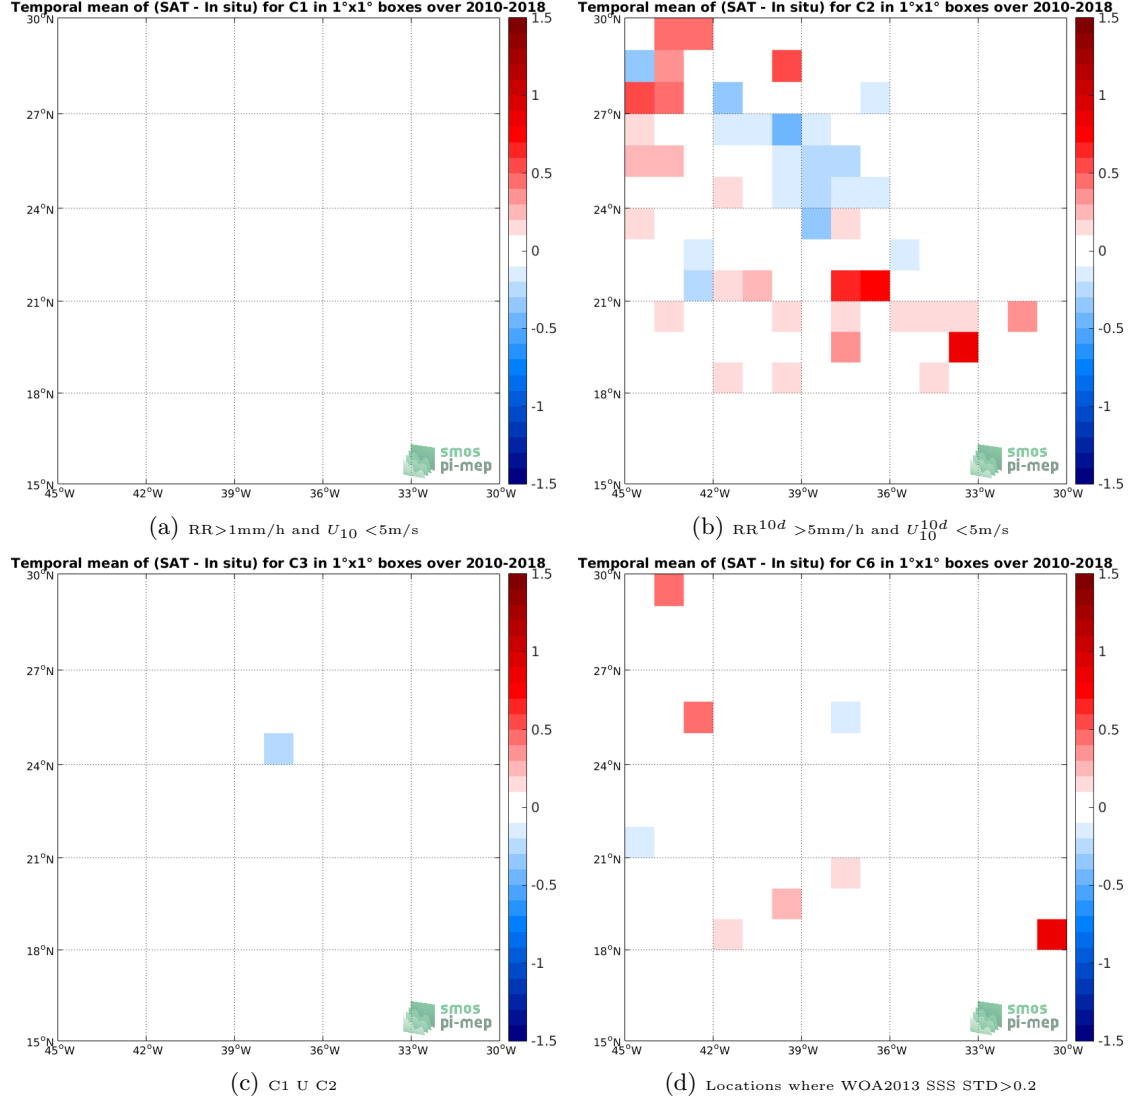 Temporal mean of (SAT - In situ) for C1 in 1°x1° boxes over 2010-2018
30°N
27°N
24°N
21°N
18°N
15°N
45°W 42°W 39°W 36°W 33°W 30°W
1.5
1
0.5
0
-0.5
-1
-1.5
smos
pi-mep
(a) RR>1mm/h and U10 <5m/s
Temporal mean of (SAT - In situ) for C2 in 1°x1° boxes over 2010-2018
30°N
27°N
24°N
21°N
18°N
15°N
45°W 42°W 39°W 36°W 33°W 30°W
1.5
1
0.5
0
-0.5
-1
-1.5
smos
pi-mep
(b) RR^10d >5mm/h and U10^10d <5m/s
Temporal mean of (SAT - In situ) for C3 in 1°x1° boxes over 2010-2018
30°N
27°N
24°N
21°N
18°N
15°N
45°W 42°W 39°W 36°W 33°W 30°W
1.5
1
0.5
0
-0.5
-1
-1.5
smos
pi-mep
(c) C1 U C2
Temporal mean of (SAT - In situ) for C6 in 1°x1° boxes over 2010-2018
30°N
27°N
24°N
21°N
18°N
15°N
45°W 42°W 39°W 36°W 33°W 30°W
1.5
1
0.5
0
-0.5
-1
-1.5
smos
pi-mep
(d) Locations where WOA2013 SSS STD>0.2